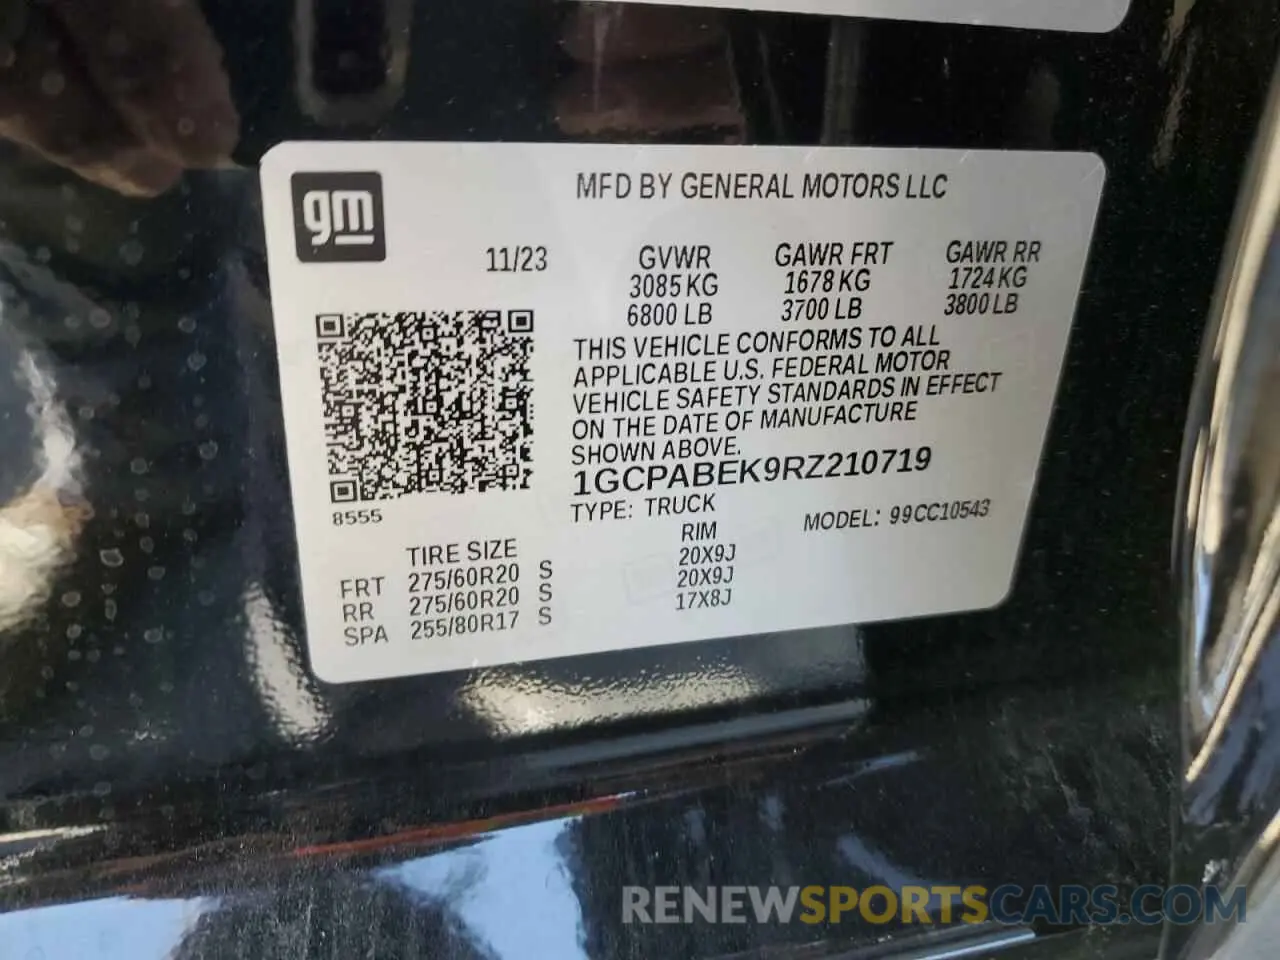 gm
MFD BY GENERAL MOTORS LLC
11/23
GVWR
3085 KG
6800 LB
GAWR FRT
1678 KG
3700 LB
GAWR RR
1724 KG
3800 LB
THIS VEHICLE CONFORMS TO ALL
APPLICABLE U.S. FEDERAL MOTOR
VEHICLE SAFETY STANDARDS IN EFFECT
ON THE DATE OF MANUFACTURE
SHOWN ABOVE.
1GCPABEK9RZ210719
TYPE: TRUCK
MODEL: 99CC10543
8555
TIRE SIZE RIM
FRT 275/60R20 S 20X9J
RR 275/60R20 S 20X9J
SPA 255/80R17 S 17X8J
RENEWSPORTSCARS.COM